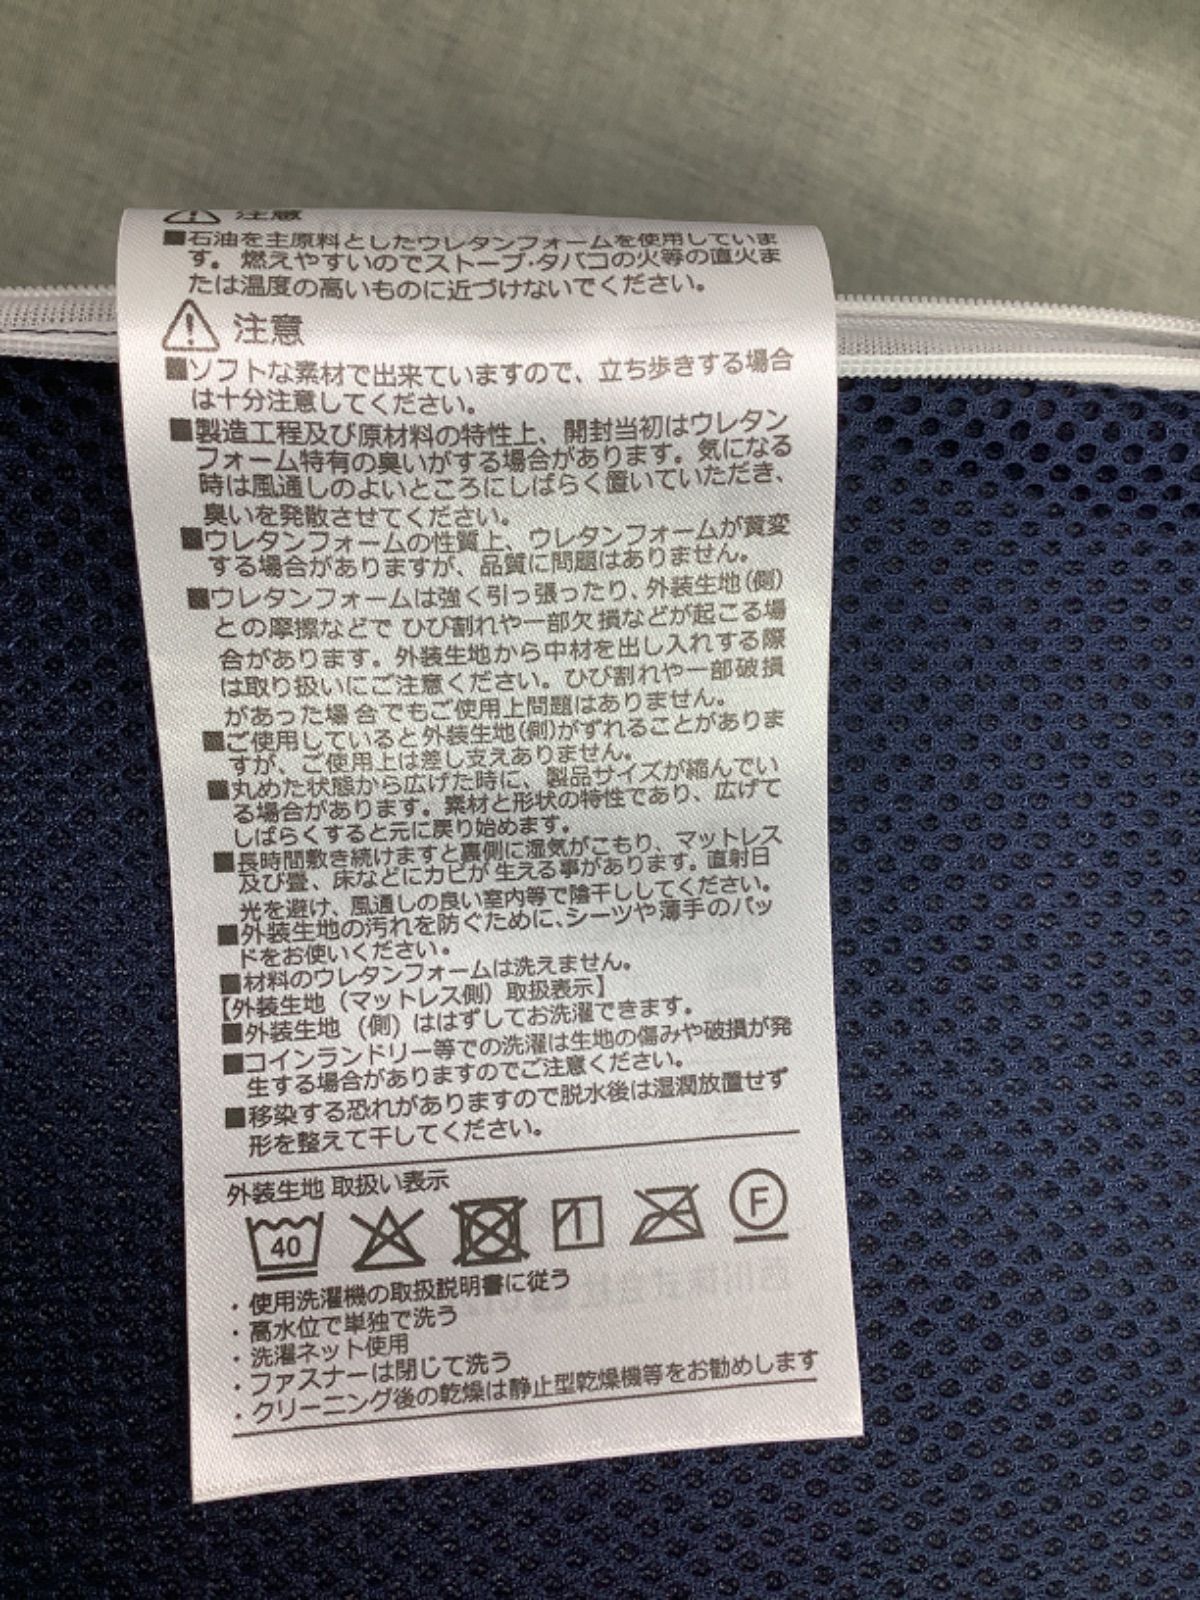 ⚠ 注意
■石油を主原料としたウレタンフォームを使用していま
す。燃えやすいのでストーブ・タバコの火等の直火ま
たは温度の高いものに近づけないでください。
⚠ 注意
■ソフトな素材で出来ていますので、立ち歩きする場合
は十分注意してください。
■製造工程及び原材料の特性上、開封当初はウレタン
フォーム特有の臭いがする場合があります。気になる
時は風通しのよいところにしばらく置いていただき、
臭いを発散させてください。
■ウレタンフォームの性質上、ウレタンフォームが黄変
する場合がありますが、品質に問題はありません。
■ウレタンフォームは強く引っ張ったり、外装生地(側)
との摩擦などで ひび割れや一部欠損などが起こる場
合があります。外装生地から中材を出し入れする際
は取り扱いにご注意ください。ひび割れや一部破損
があった場合でもご使用上問題はありません。
■ご使用していると外装生地(側)がずれることがありま
すが、ご使用上は差し支えありません。
■丸めた状態から広げた時に、製品サイズが縮んでい
る場合があります。素材と形状の特性であり、広げて
しばらくすると元に戻り始めます。
■長時間敷き続けますと裏側に湿気がこもり、マットレス
及び畳、床などにカビが生える事があります。直射日
光を避け、風通しの良い室内等で陰干ししてください。
■外装生地の汚れを防ぐために、シーツや薄手のパッ
ドをお使いください。
■材料のウレタンフォームは洗えません。
【外装生地（マットレス側）取扱表示】
■外装生地（側）ははずしてお洗濯できます。
■コインランドリー等での洗濯は生地の傷みや破損が発
生する場合がありますのでご注意ください。
■移染する恐れがありますので脱水後は湿潤放置せず
形を整えて干してください。
外装生地 取扱い表示
40 F
・使用洗濯機の取扱説明書に従う
・高水位で単独で洗う
・洗濯ネット使用
・ファスナーは閉じて洗う
・クリーニング後の乾燥は静止型乾燥機等をお勧めします